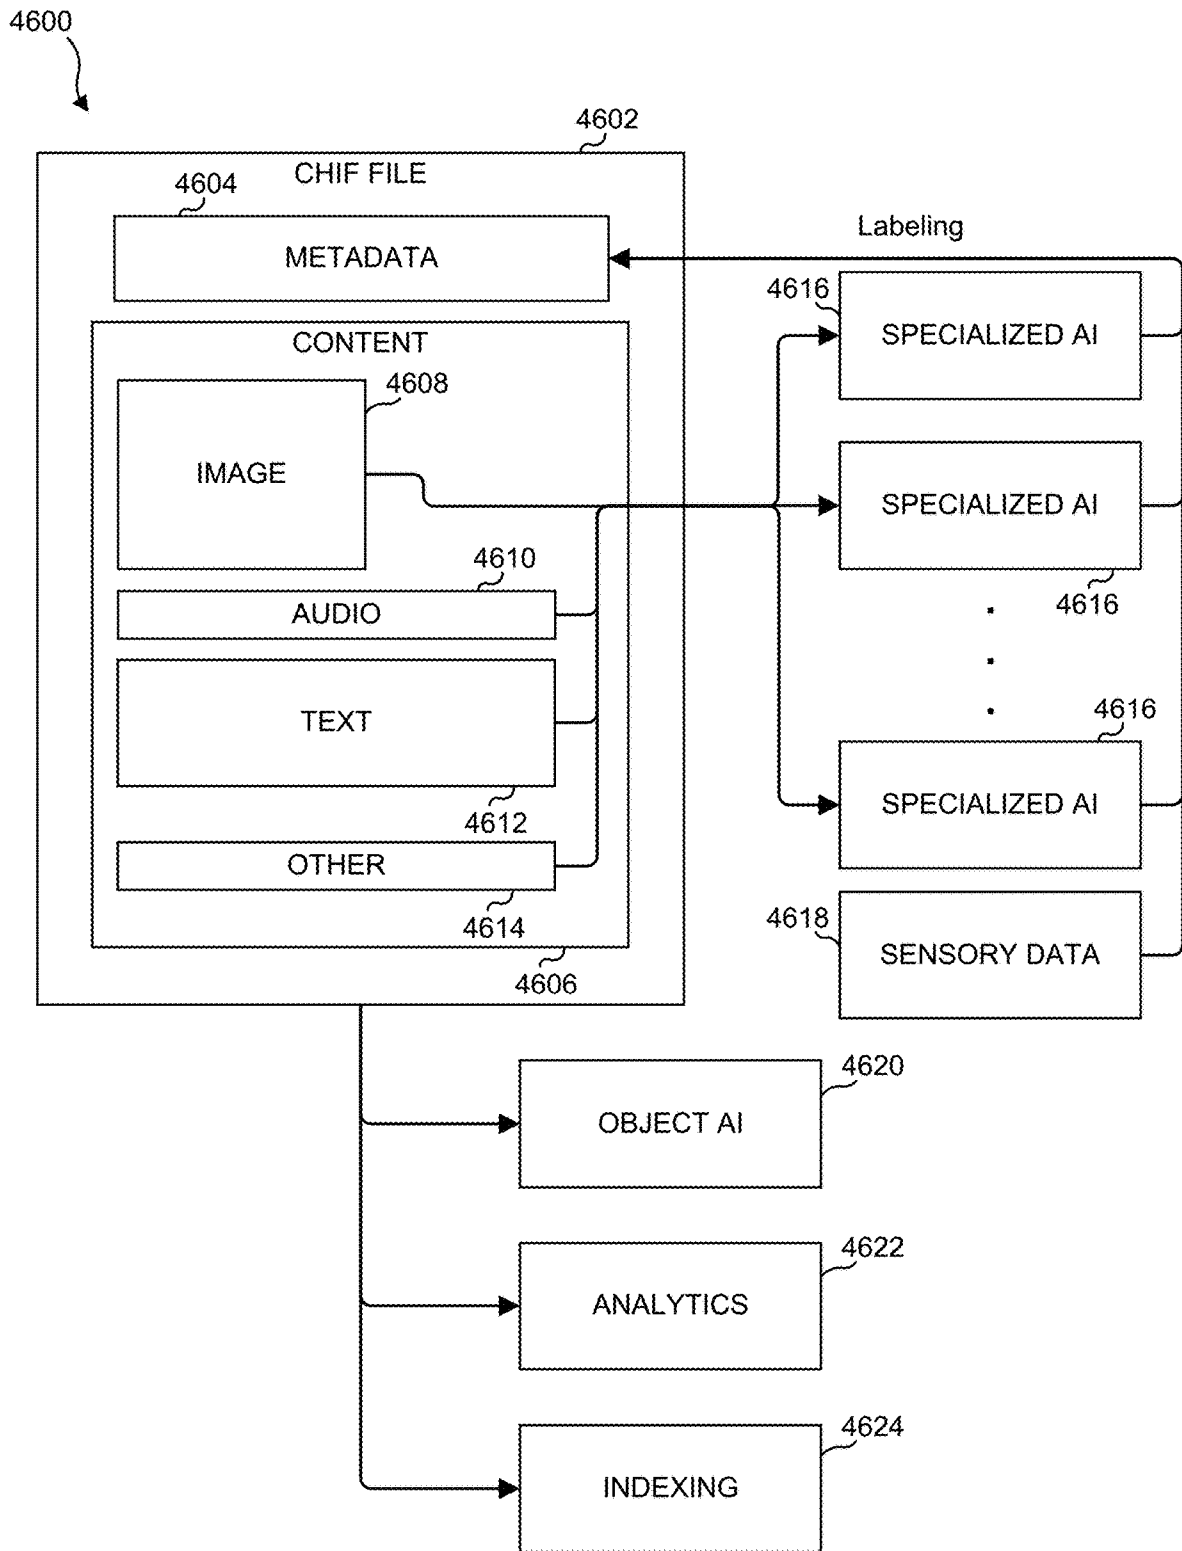 4600
4602
CHIF FILE
4604
METADATA
Labeling
CONTENT
4608
IMAGE
4610
AUDIO
TEXT
4612
OTHER
4614
4606
4616
SPECIALIZED AI
SPECIALIZED AI
4616
4616
SPECIALIZED AI
4618
SENSORY DATA
4620
OBJECT AI
4622
ANALYTICS
4624
INDEXING